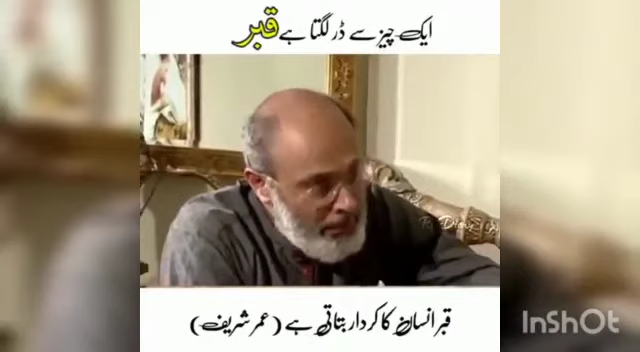 ایک چیز سے ڈر لگتا ہے قبر
قبر انسان کا کردار بتاتی ہے (عمر شریف)
InShOt